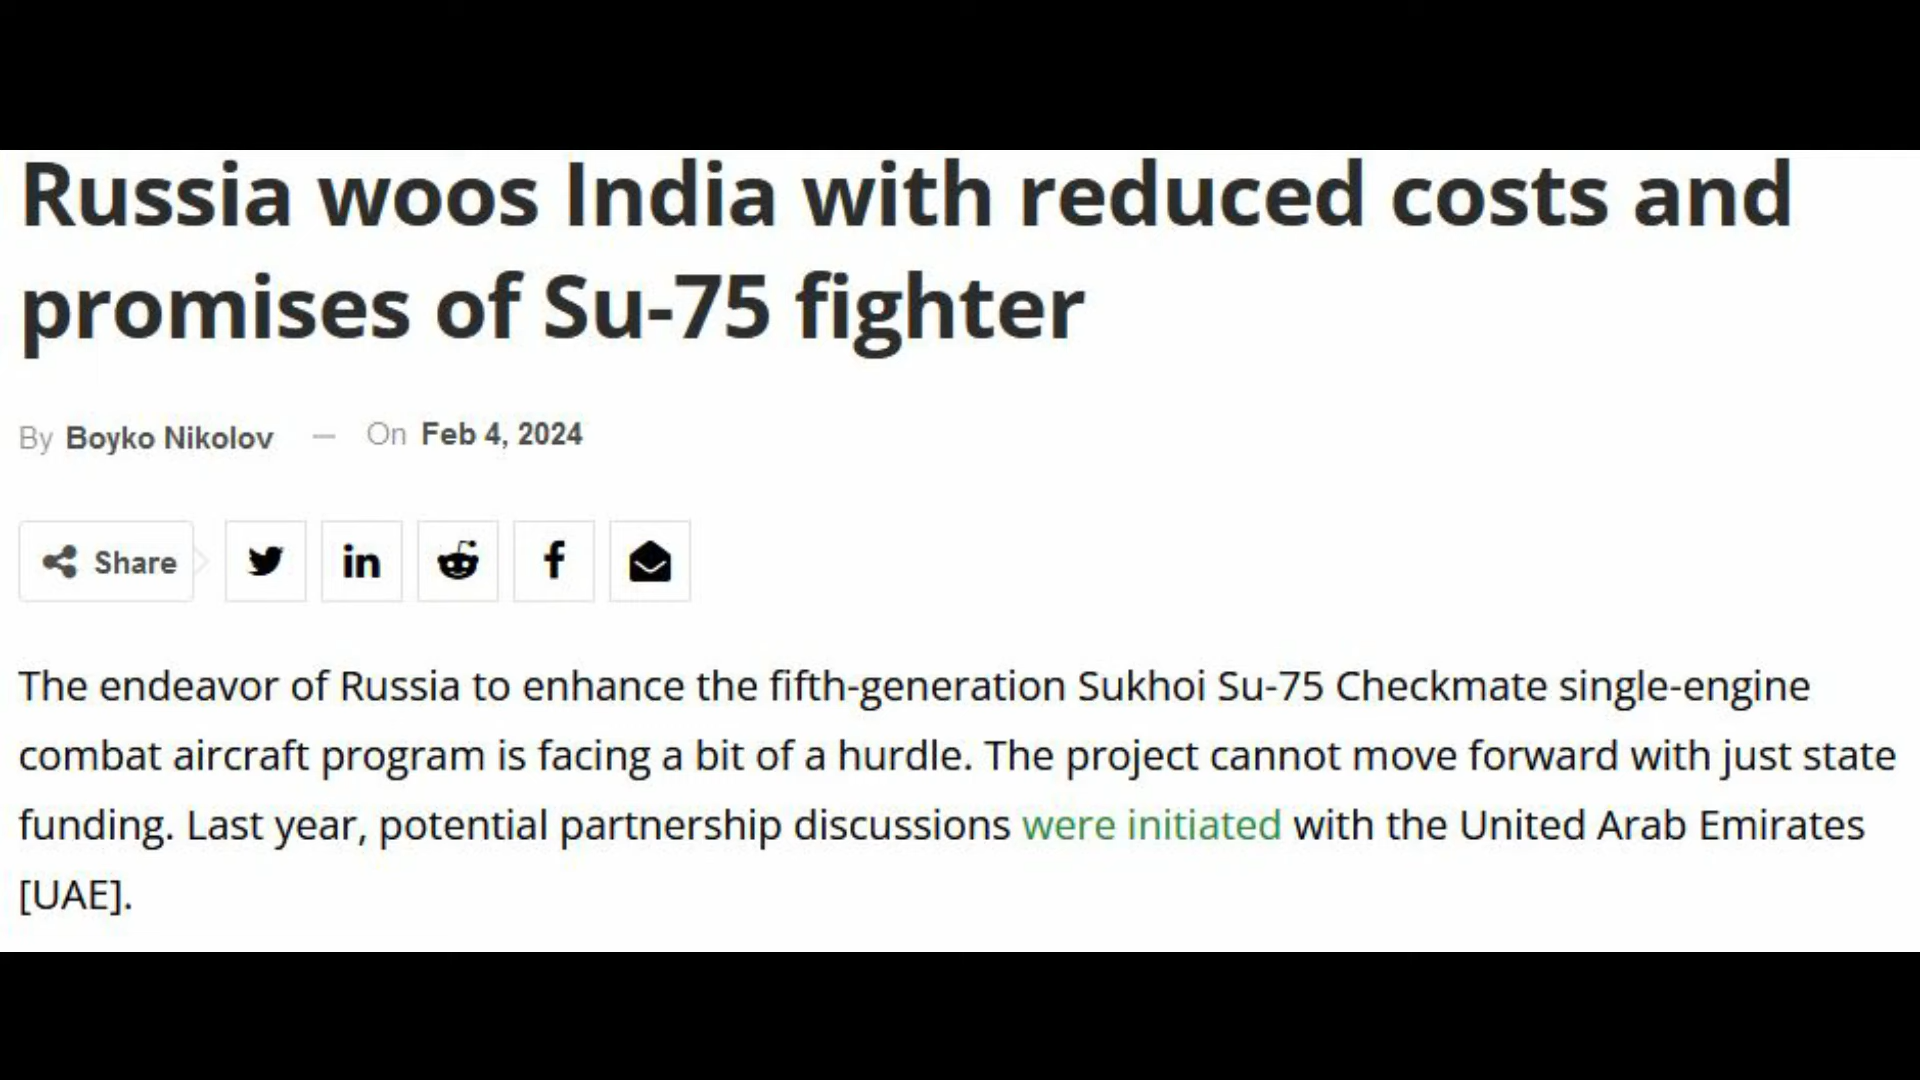 Russia woos India with reduced costs and
promises of Su-75 fighter
By Boyko Nikolov — On Feb 4, 2024
Share
The endeavor of Russia to enhance the fifth-generation Sukhoi Su-75 Checkmate single-engine
combat aircraft program is facing a bit of a hurdle. The project cannot move forward with just state
funding. Last year, potential partnership discussions were initiated with the United Arab Emirates
[UAE].